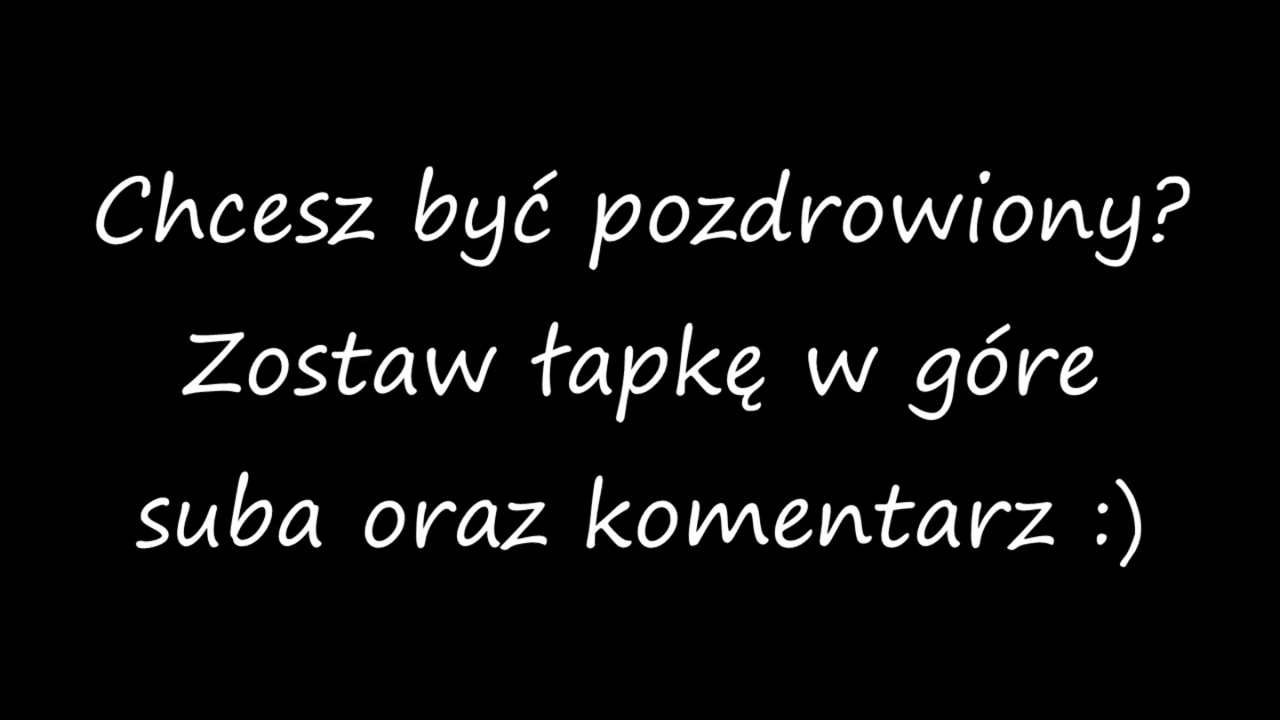 Chcesz być pozdrowiony?
Zostaw łapkę w góre
suba oraz komentarz :)